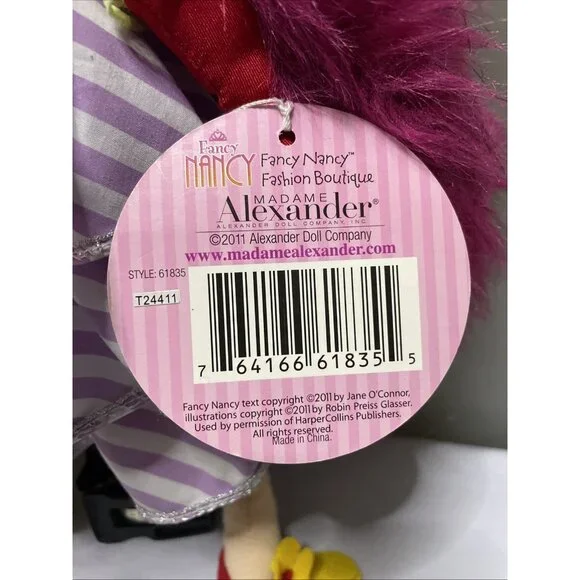 Fancy
NANCY
Fancy Nancy™
Fashion Boutique
MADAME
Alexander®
ALEXANDER DOLL COMPANY, INC.
©2011 Alexander Doll Company
www.madamealexander.com
STYLE: 61835
T24411
7 64166 61835 5
Fancy Nancy text copyright ©2011 by Jane O'Connor,
illustrations copyright ©2011 by Robin Preiss Glasser.
Used by permission of HarperCollins Publishers.
All rights reserved.
Made in China.